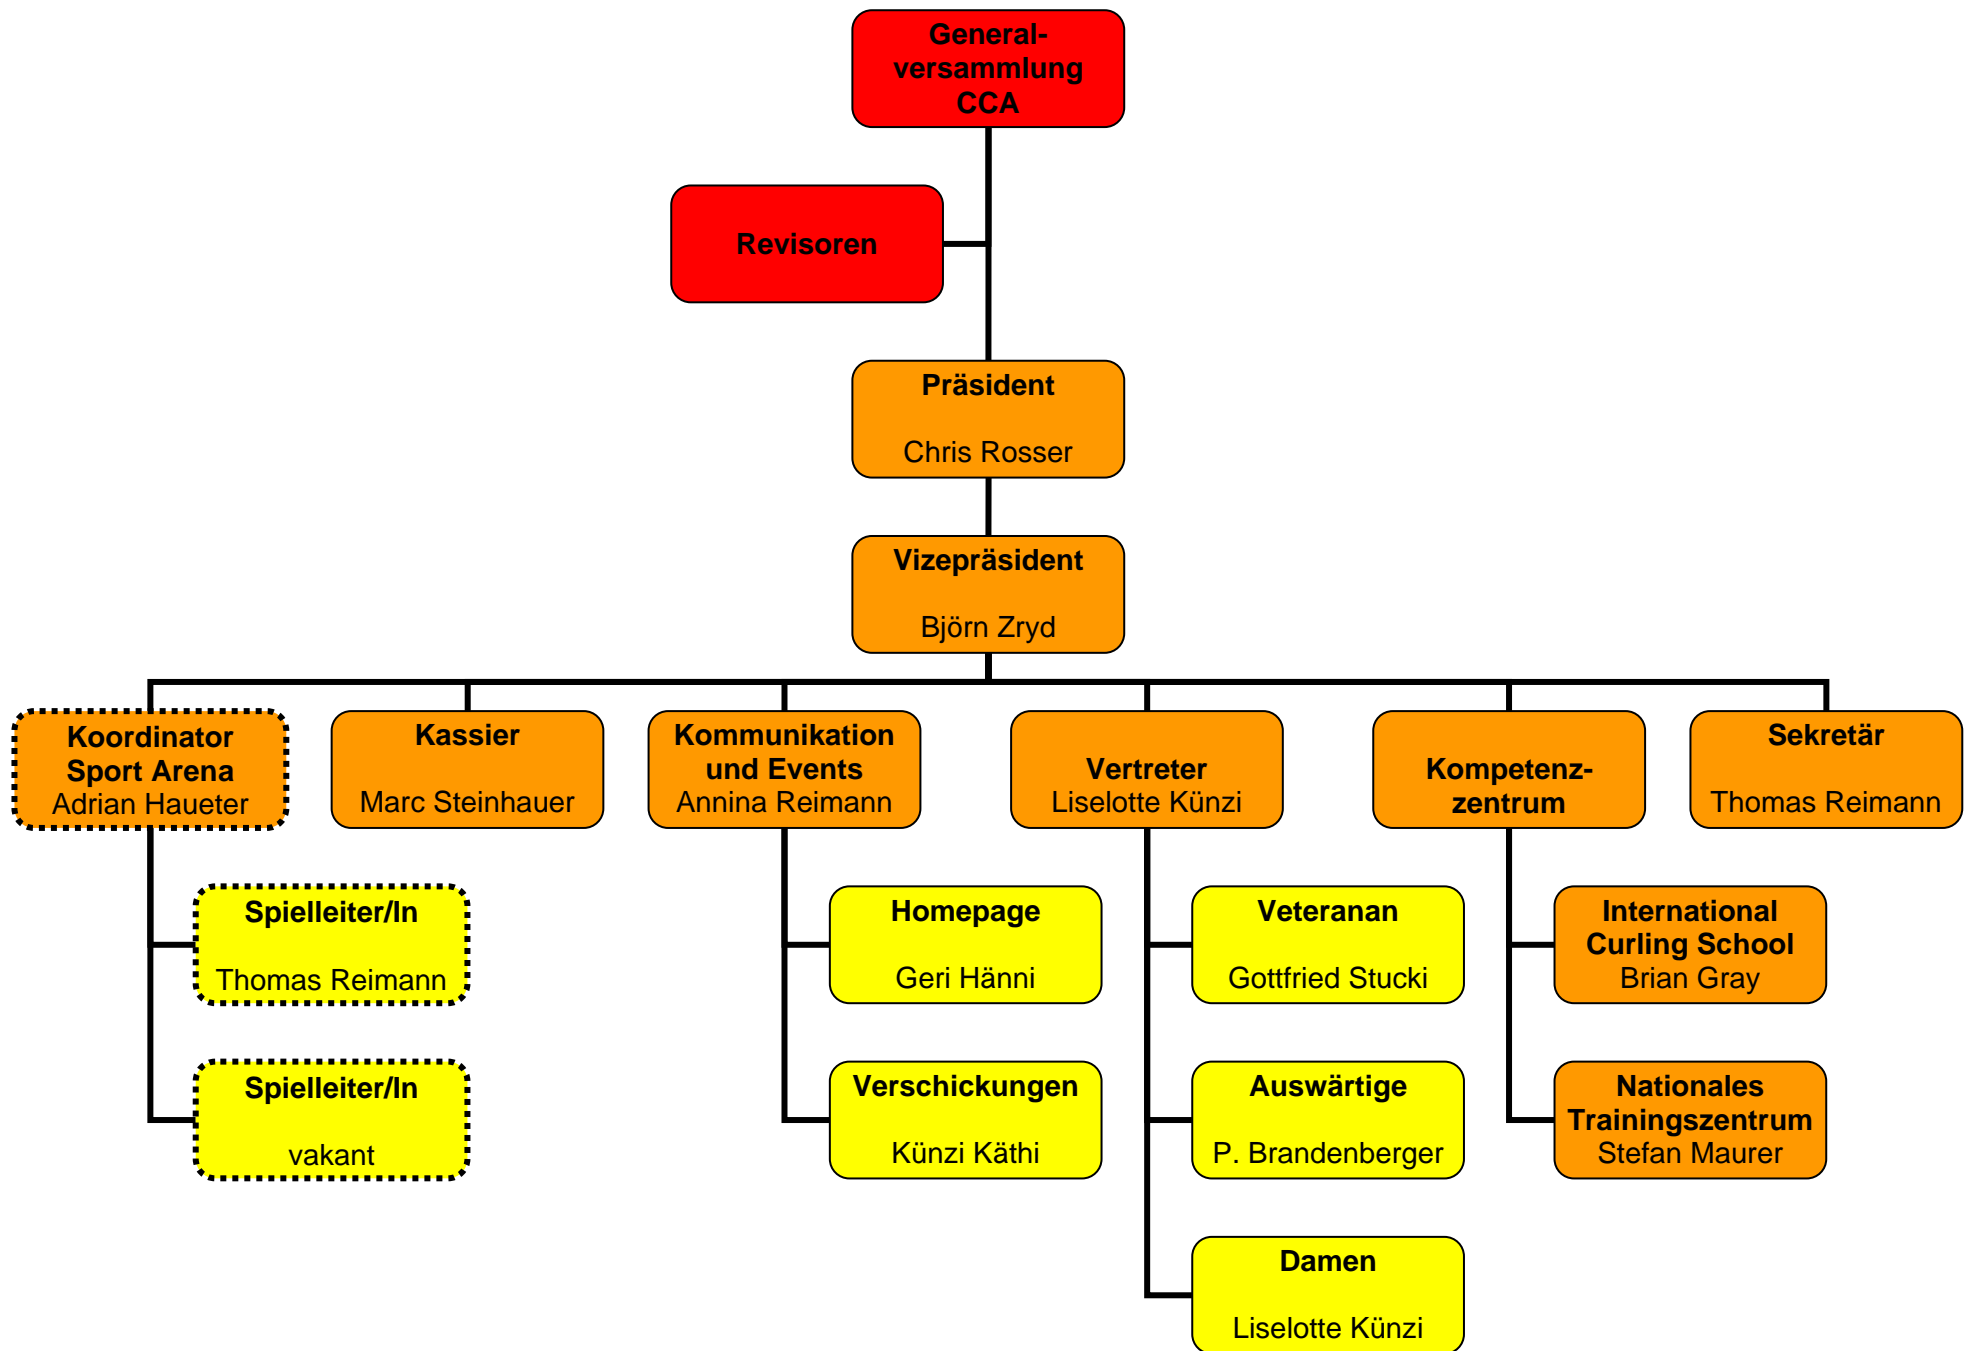 General-
versammlung
CCA
Revisoren
Präsident
Chris Rosser
Vizepräsident
Björn Zryd
Koordinator
Sport Arena
Adrian Haueter
Kassier
Marc Steinhauer
Kommunikation
und Events
Annina Reimann
Vertreter
Liselotte Künzi
Kompetenz-
zentrum
Sekretär
Thomas Reimann
Spielleiter/In
Thomas Reimann
Homepage
Geri Hänni
Veteranan
Gottfried Stucki
International
Curling School
Brian Gray
Spielleiter/In
vakant
Verschickungen
Künzi Käthi
Auswärtige
P. Brandenberger
Nationales
Trainingszentrum
Stefan Maurer
Damen
Liselotte Künzi